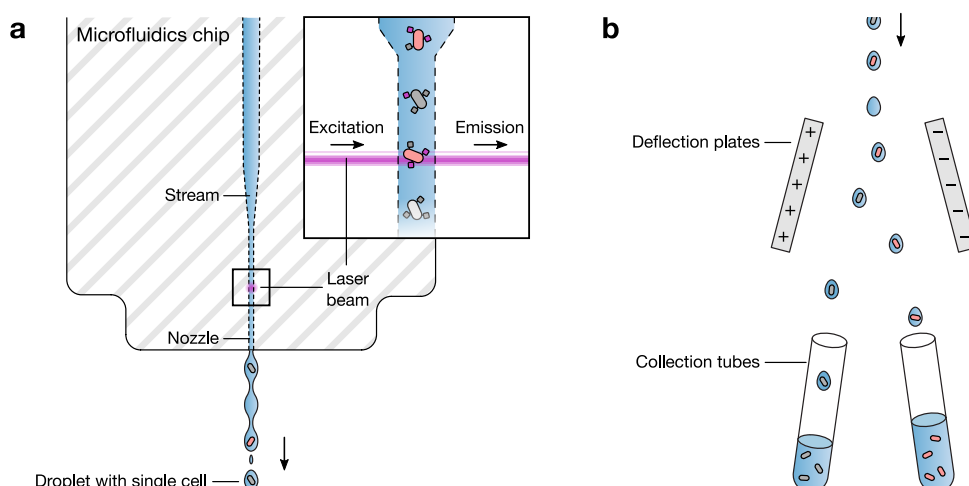 a
Microfluidics chip
Excitation
Emission
Stream
Laser
beam
Nozzle
Droplet with single cell
b
Deflection plates
+
+
+
+
+
−
−
−
−
−
Collection tubes